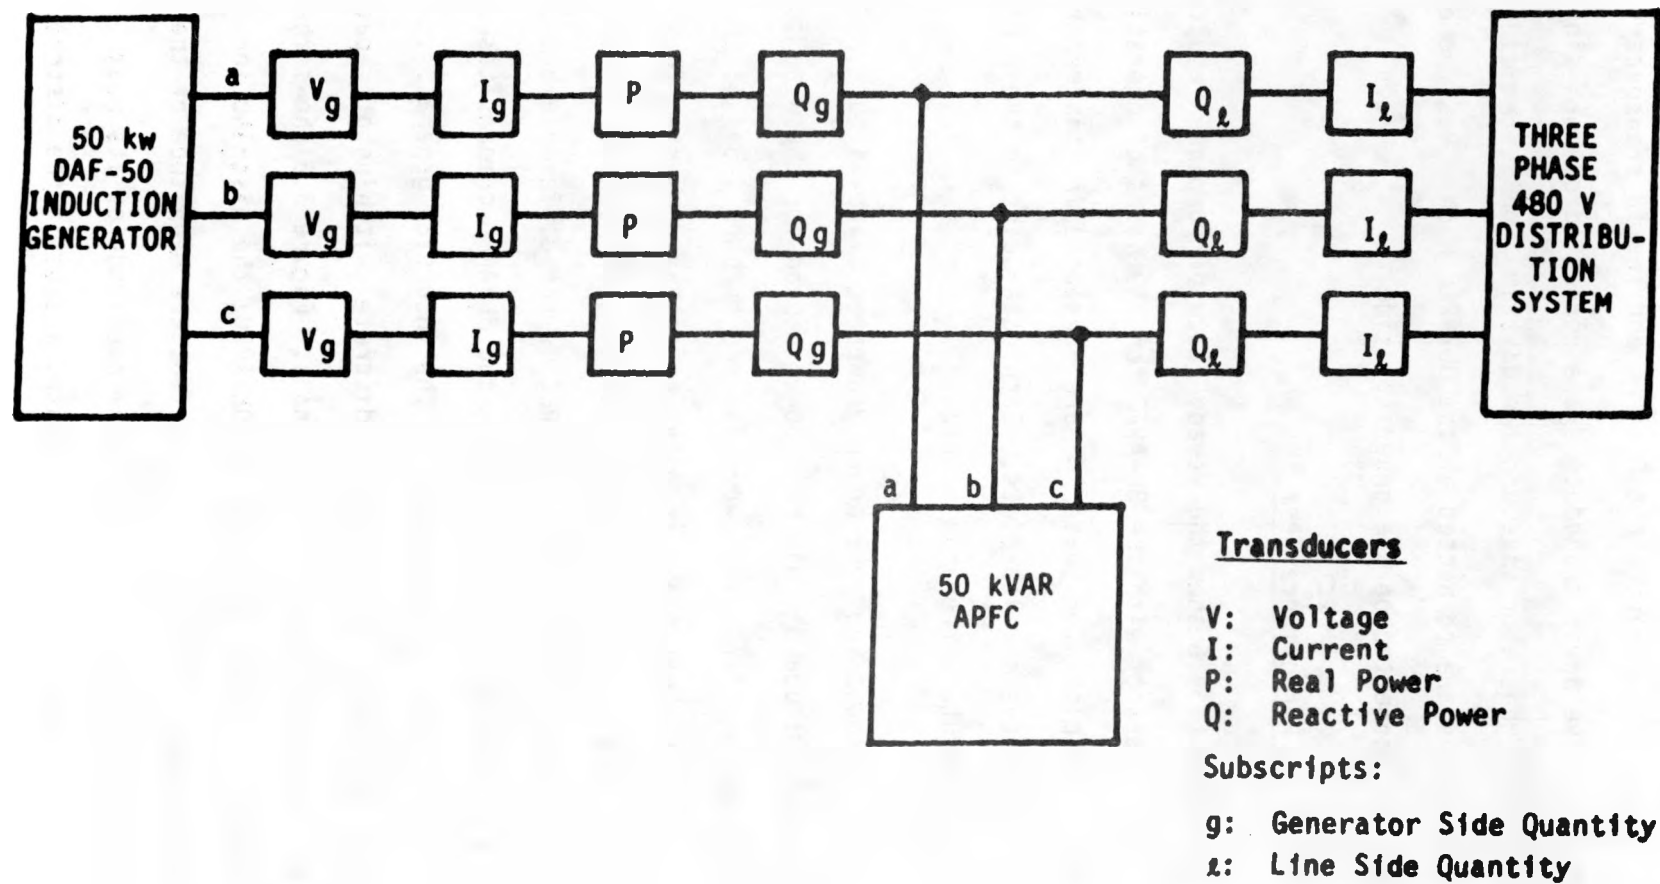 50 kw
DAF-50
INDUCTION
GENERATOR
a
Vg
Ig
P
Qg
Qℓ
Iℓ
b
Vg
Ig
P
Qg
Qℓ
Iℓ
c
Vg
Ig
P
Qg
Qℓ
Iℓ
THREE
PHASE
480 V
DISTRIBU-
TION
SYSTEM
a b c
50 kVAR
APFC
Transducers
V: Voltage
I: Current
P: Real Power
Q: Reactive Power
Subscripts:
g: Generator Side Quantity
ℓ: Line Side Quantity